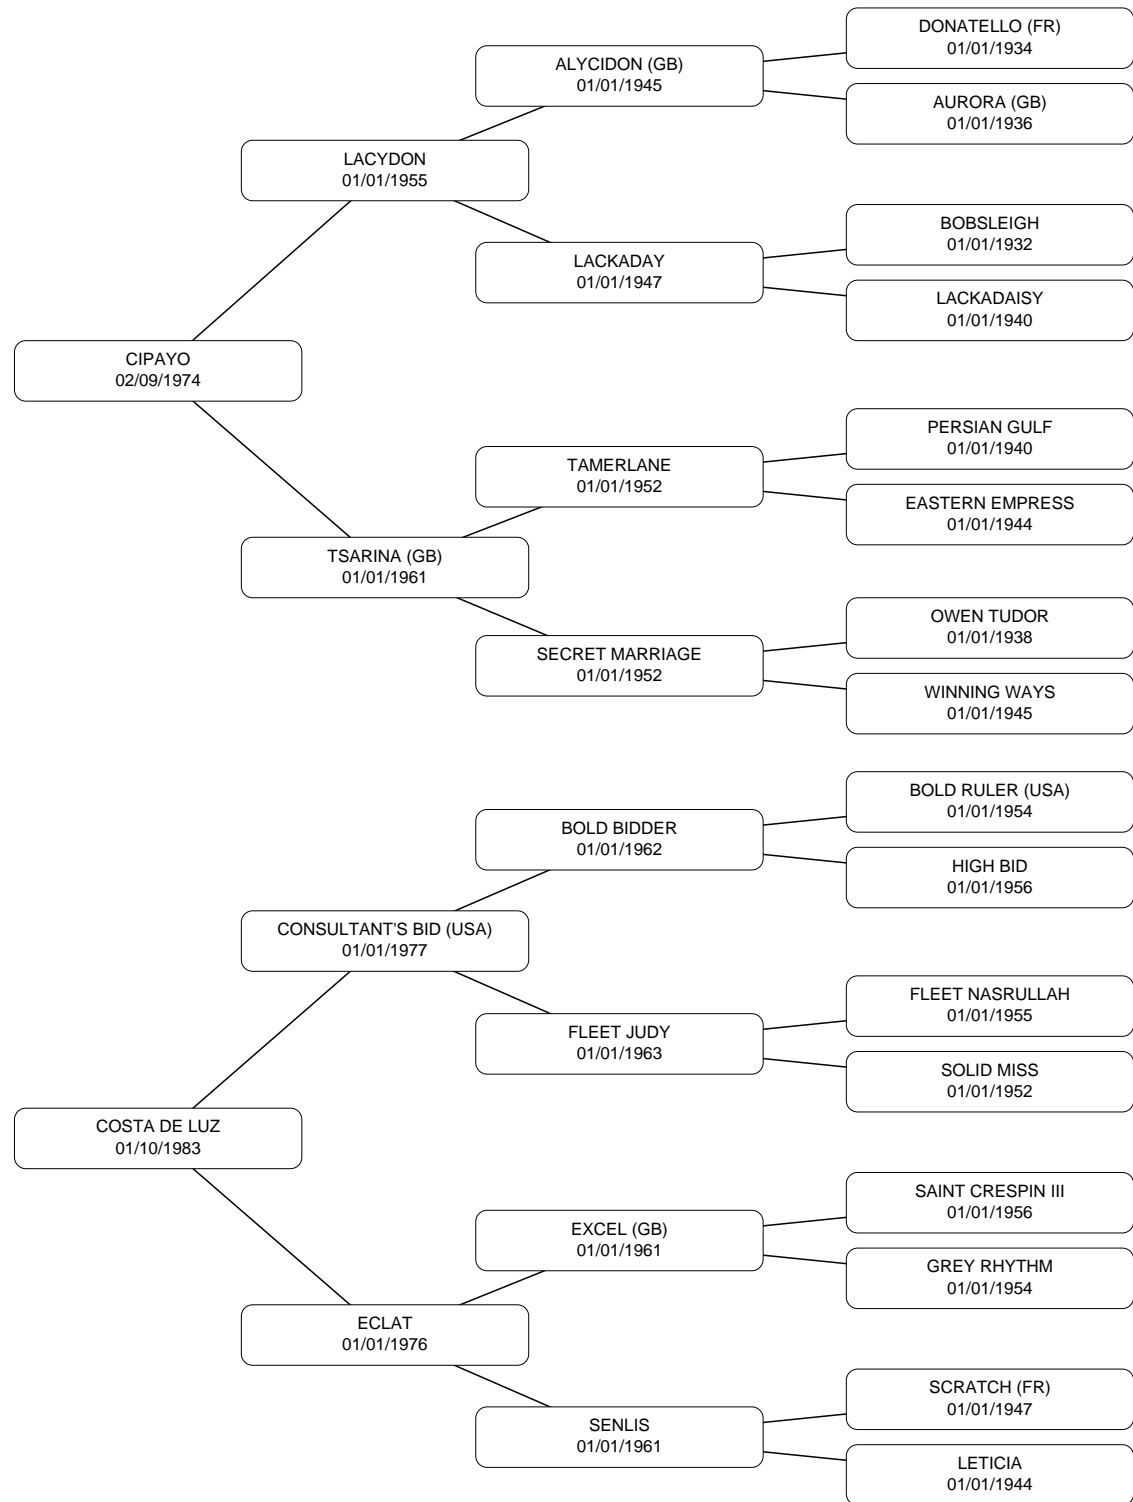 DONATELLO (FR)
01/01/1934
ALYCIDON (GB)
01/01/1945
AURORA (GB)
01/01/1936
LACYDON
01/01/1955
BOBSLEIGH
01/01/1932
LACKADAY
01/01/1947
LACKADAISY
01/01/1940
CIPAYO
02/09/1974
PERSIAN GULF
01/01/1940
TAMERLANE
01/01/1952
EASTERN EMPRESS
01/01/1944
TSARINA (GB)
01/01/1961
OWEN TUDOR
01/01/1938
SECRET MARRIAGE
01/01/1952
WINNING WAYS
01/01/1945
BOLD RULER (USA)
01/01/1954
BOLD BIDDER
01/01/1962
HIGH BID
01/01/1956
CONSULTANT'S BID (USA)
01/01/1977
FLEET NASRULLAH
01/01/1955
FLEET JUDY
01/01/1963
SOLID MISS
01/01/1952
COSTA DE LUZ
01/10/1983
SAINT CRESPIN III
01/01/1956
EXCEL (GB)
01/01/1961
GREY RHYTHM
01/01/1954
ECLAT
01/01/1976
SCRATCH (FR)
01/01/1947
SENLIS
01/01/1961
LETICIA
01/01/1944